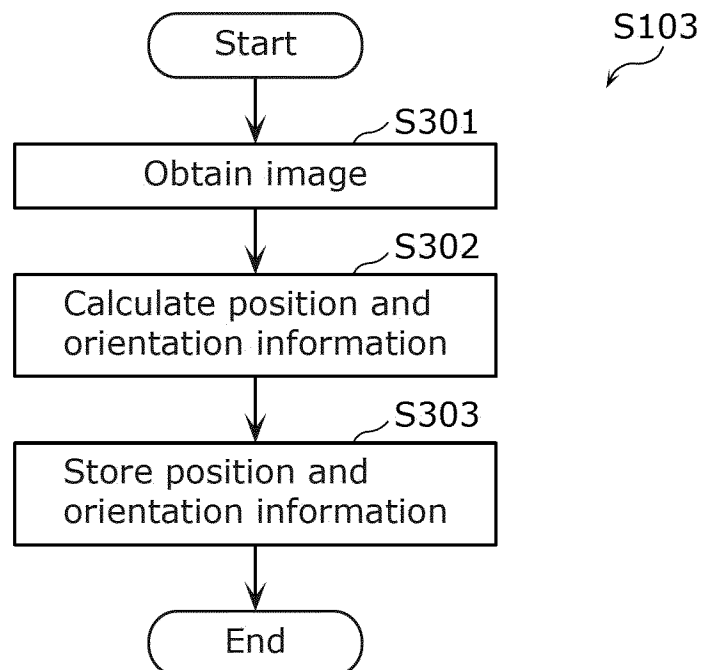 Start
S103
S301
Obtain image
S302
Calculate position and
orientation information
S303
Store position and
orientation information
End